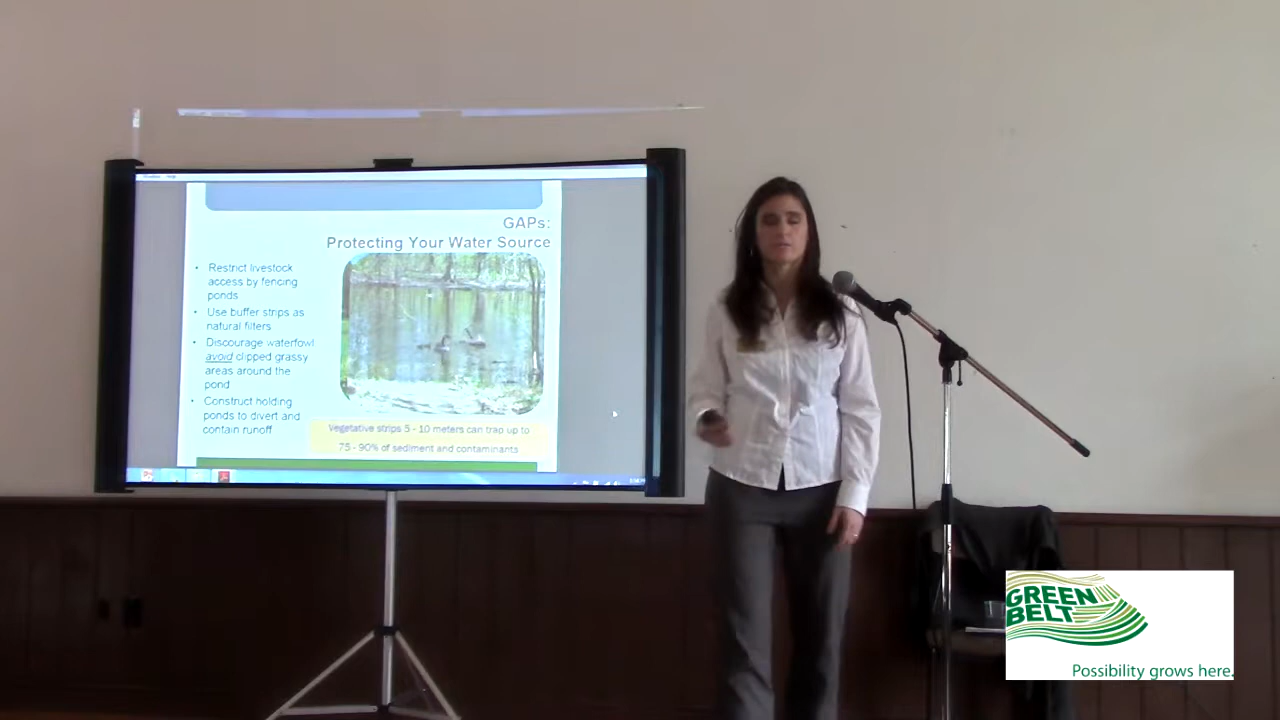 GAPs:
Protecting Your Water Source
Restrict livestock
access by fencing
ponds
Use buffer strips as
natural filters
Discourage waterfowl
avoid clipped grassy
areas around the
pond
Construct holding
ponds to divert and
contain runoff
Vegetative strips 5 - 10 meters can trap up to
75 - 90% of sediment and contaminants
GREEN
BELT
Possibility grows here.